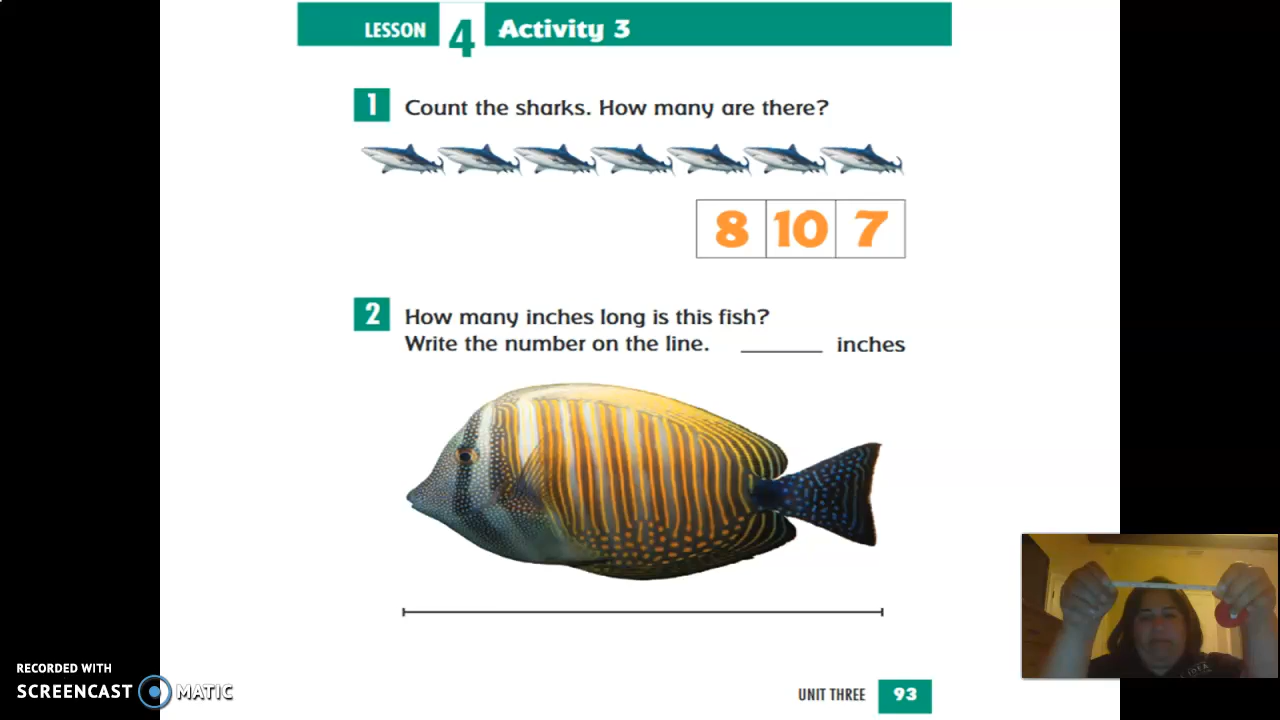 LESSON 4 Activity 3
1 Count the sharks. How many are there?
8 10 7
2 How many inches long is this fish?
Write the number on the line. ________ inches
RECORDED WITH
SCREENCAST MATIC
UNIT THREE 93